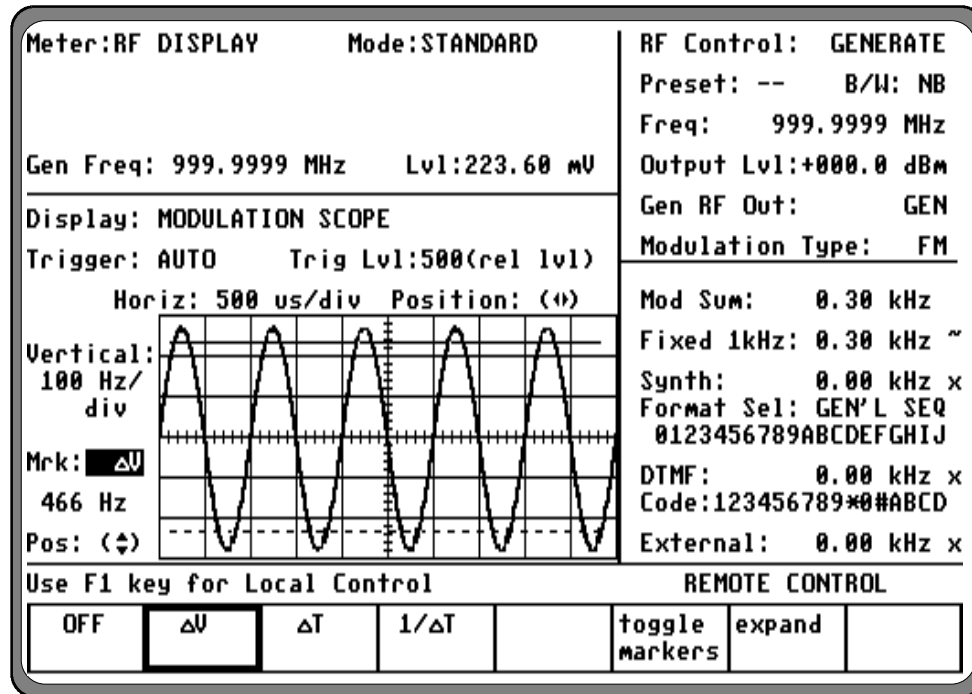 Meter:RF DISPLAY Mode:STANDARD
Gen Freq: 999.9999 MHz Lvl:223.60 mV
Display: MODULATION SCOPE
Trigger: AUTO Trig Lvl:500(rel lvl)
Horiz: 500 us/div Position: (◂▸)
Vertical:
100 Hz/
div
Mrk: △V
466 Hz
Pos: (▴▾)
RF Control: GENERATE
Preset: -- B/W: NB
Freq: 999.9999 MHz
Output Lvl:+000.0 dBm
Gen RF Out: GEN
Modulation Type: FM
Mod Sum: 0.30 kHz
Fixed 1kHz: 0.30 kHz ~
Synth: 0.00 kHz x
Format Sel: GEN'L SEQ
0123456789ABCDEFGHIJ
DTMF: 0.00 kHz x
Code:123456789*0#ABCD
External: 0.00 kHz x
Use F1 key for Local Control REMOTE CONTROL
OFF
△V
△T
1/△T
toggle
markers
expand